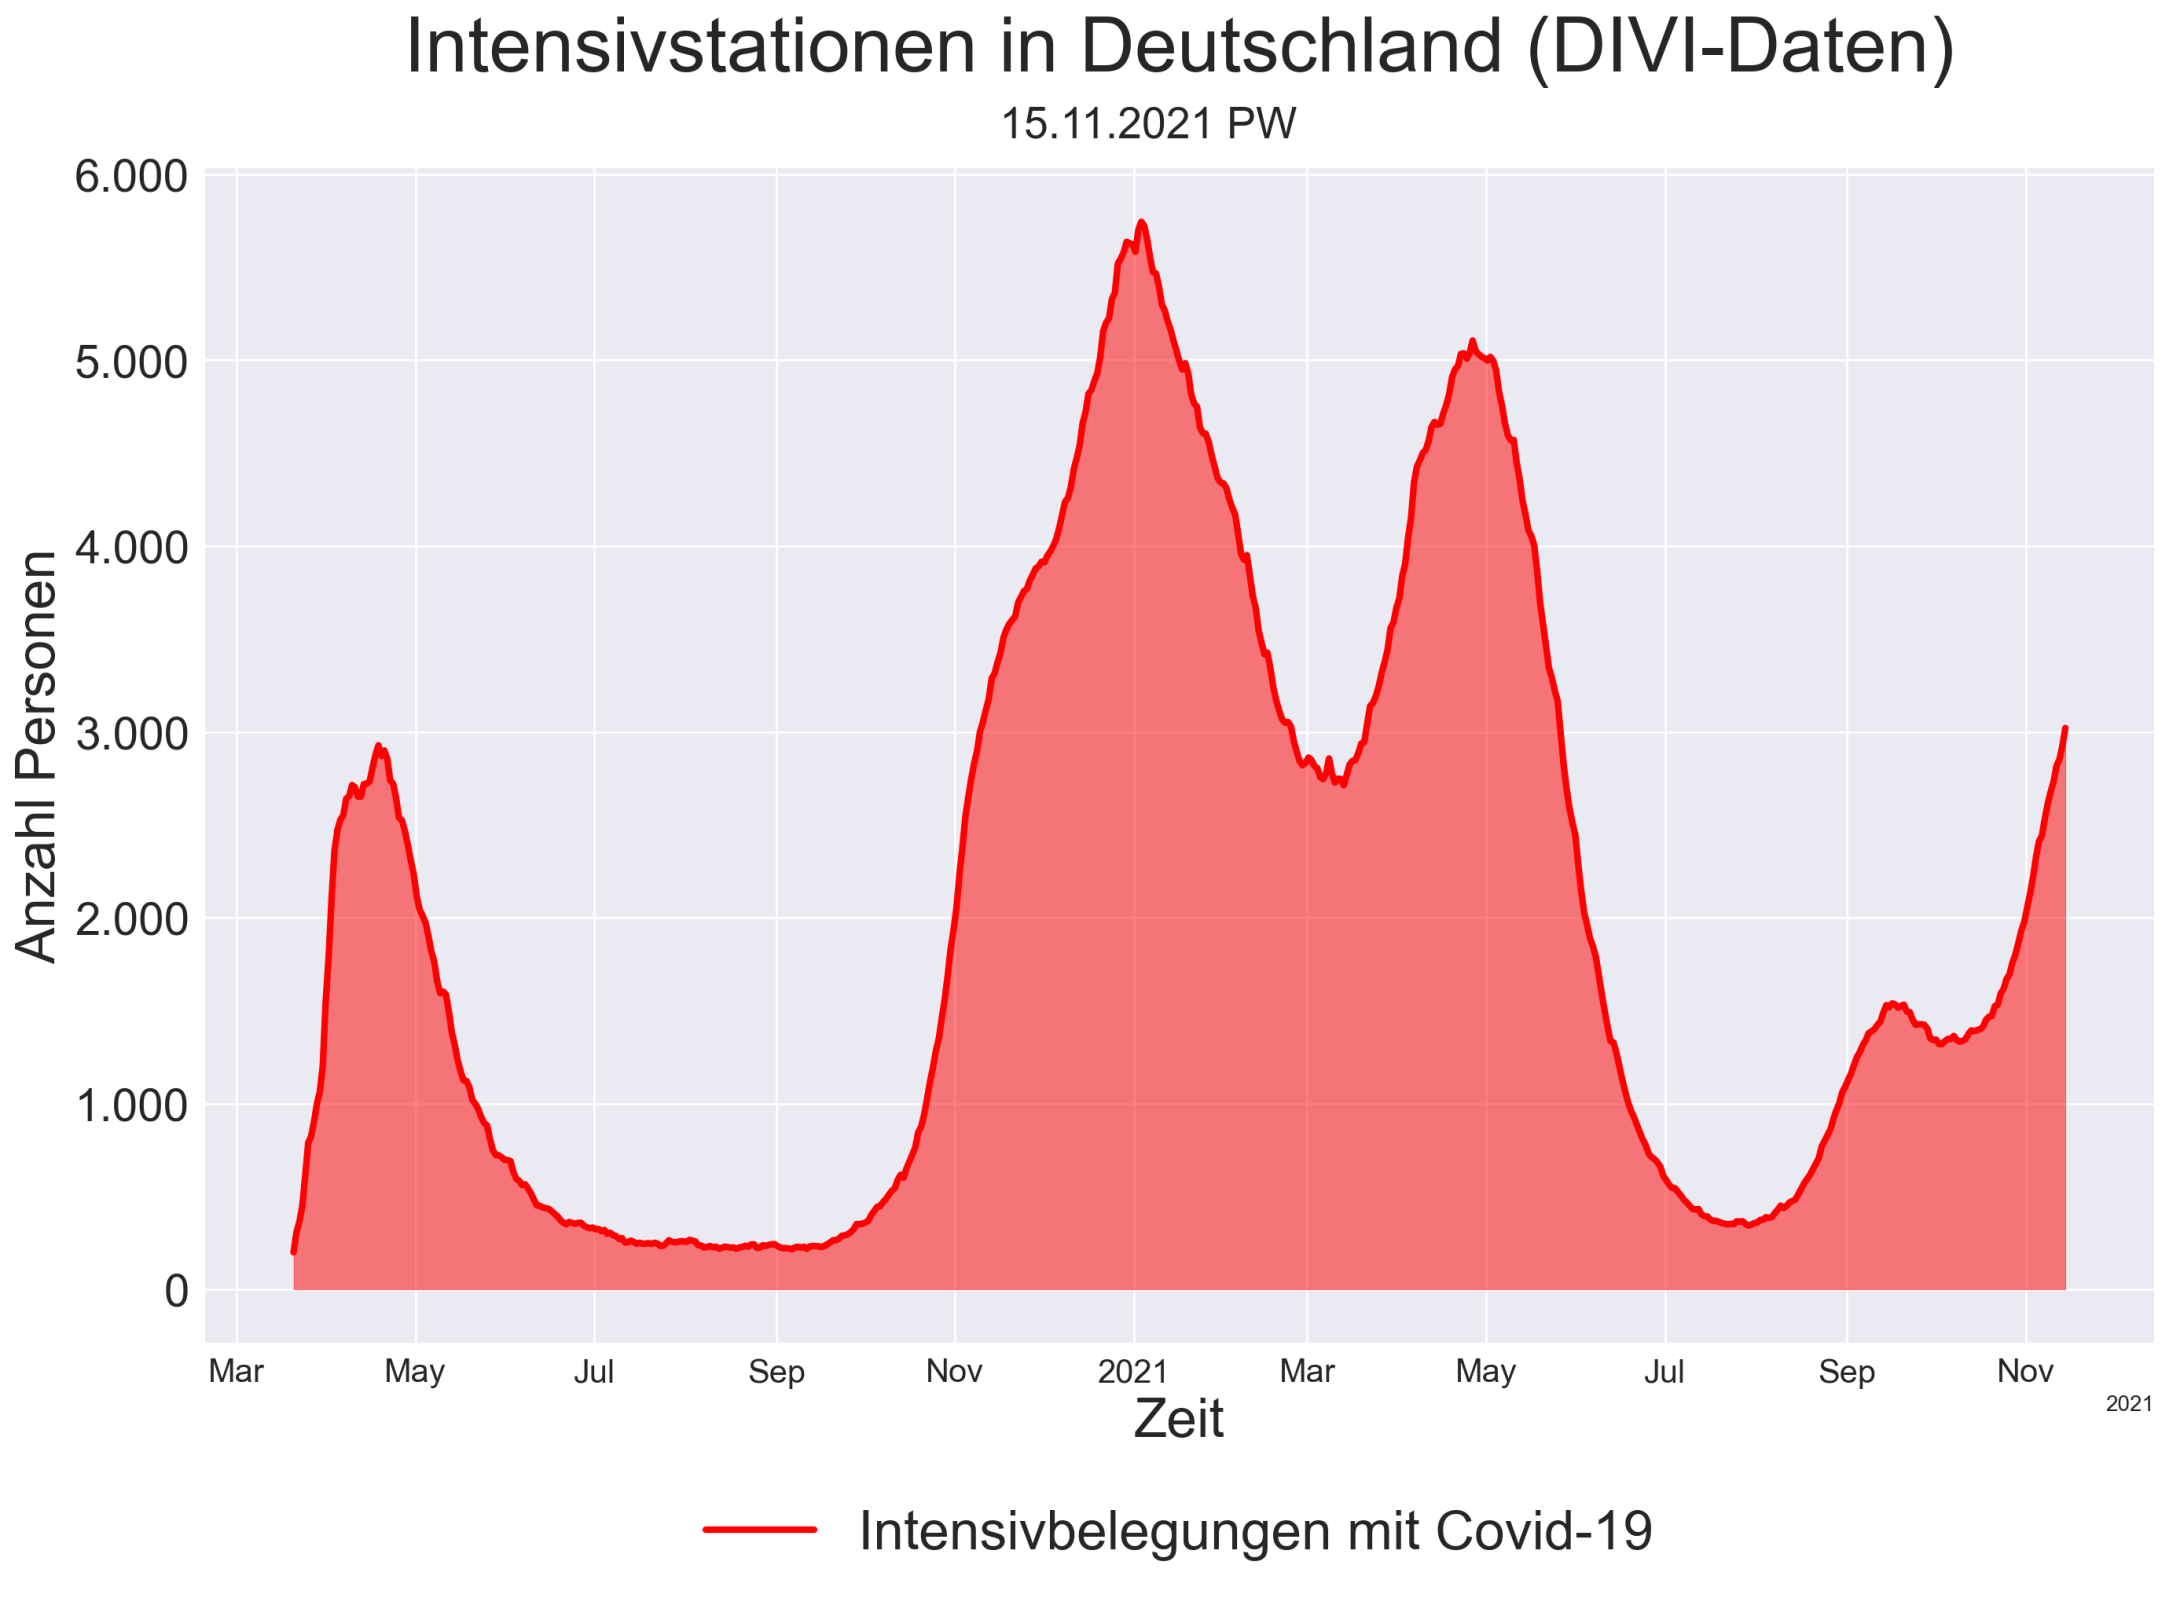 Intensivstationen in Deutschland (DIVI-Daten)
15.11.2021 PW
6.000
5.000
4.000
3.000
2.000
1.000
0
Anzahl Personen
Mar May Jul Sep Nov 2021 Mar May Jul Sep Nov
2021
Zeit
Intensivbelegungen mit Covid-19